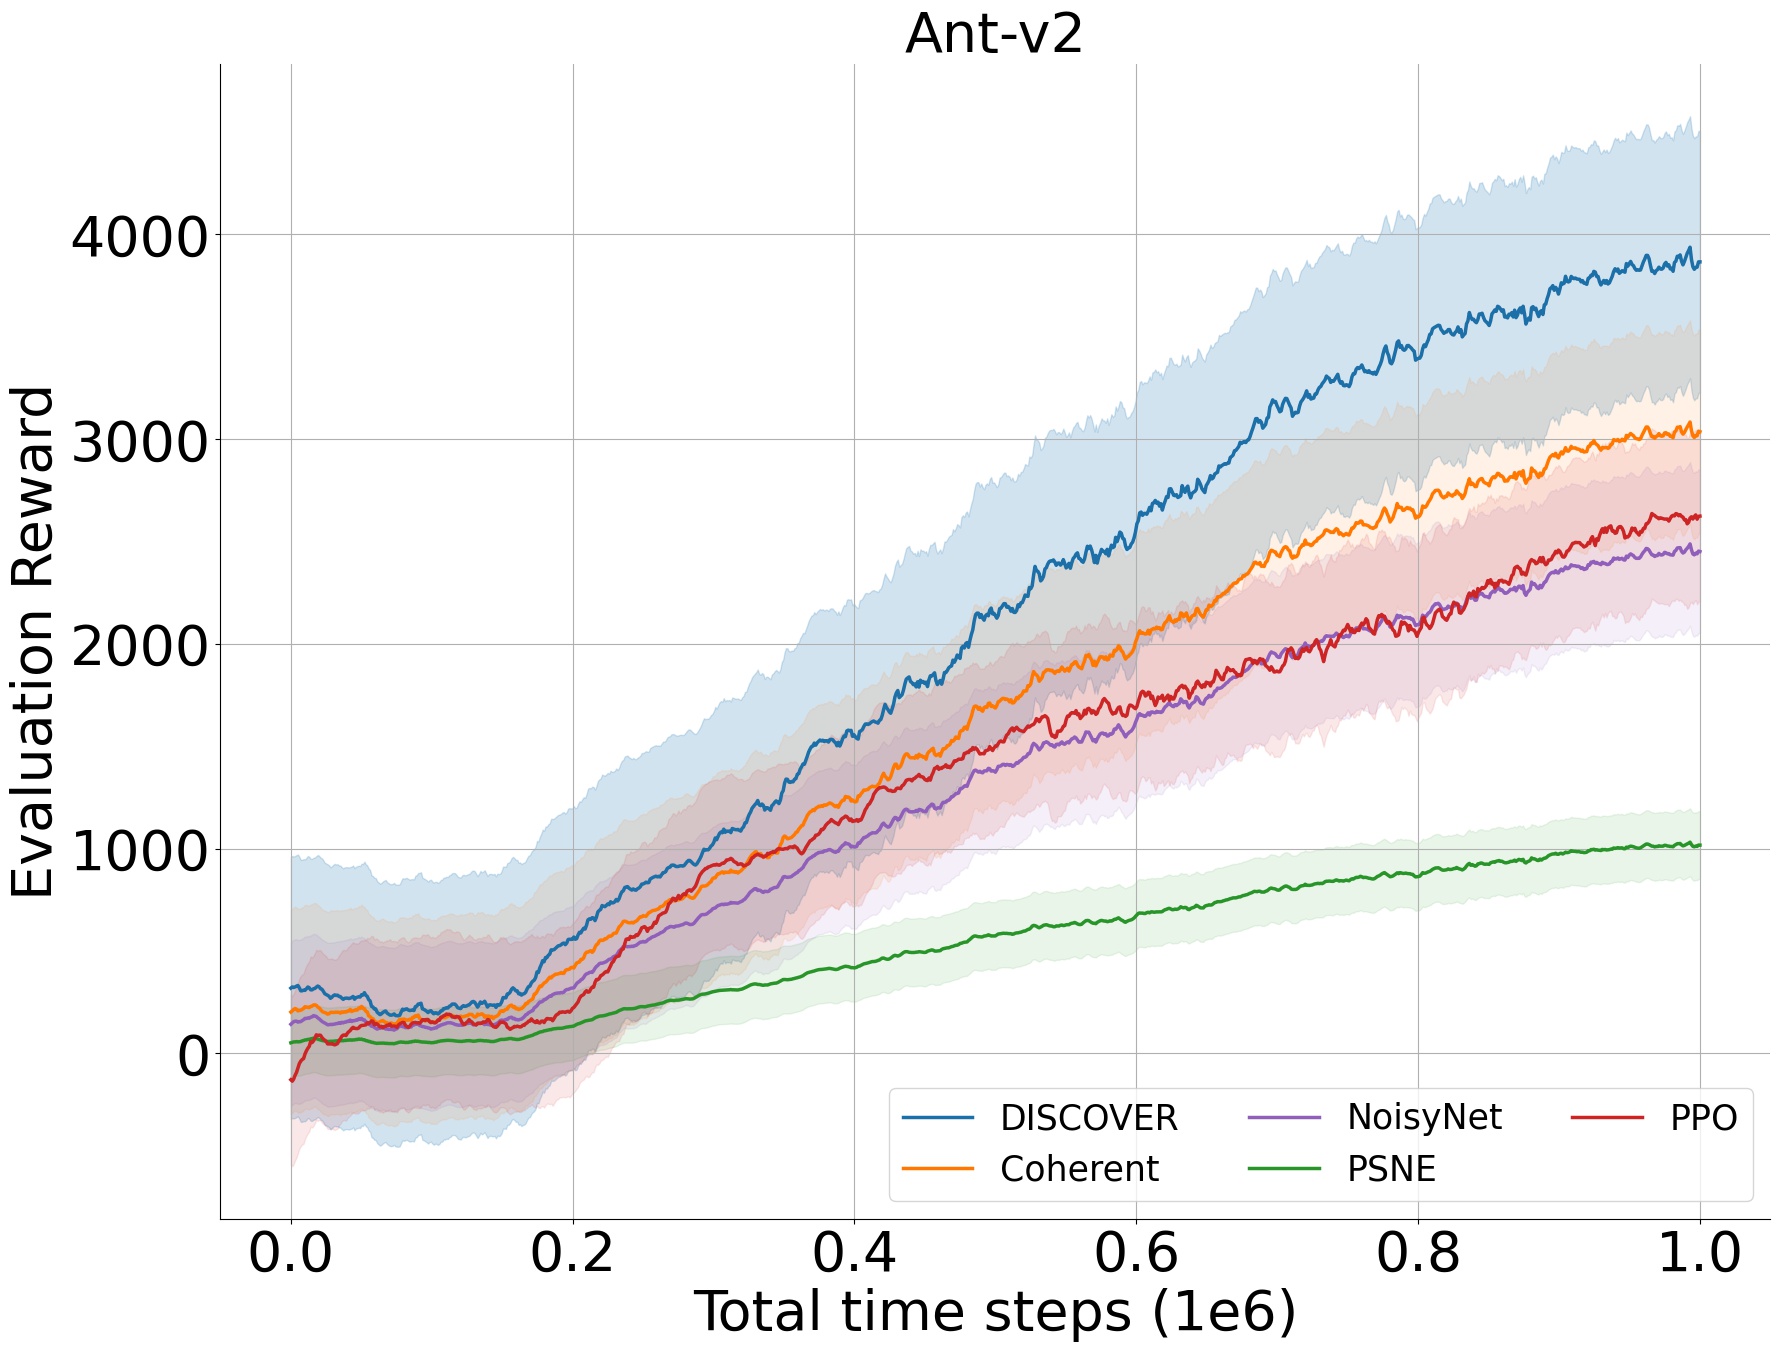 Ant-v2
Evaluation Reward
4000
3000
2000
1000
0
DISCOVER
NoisyNet
PPO
Coherent
PSNE
0.0
0.2
0.4
0.6
0.8
1.0
Total time steps (1e6)